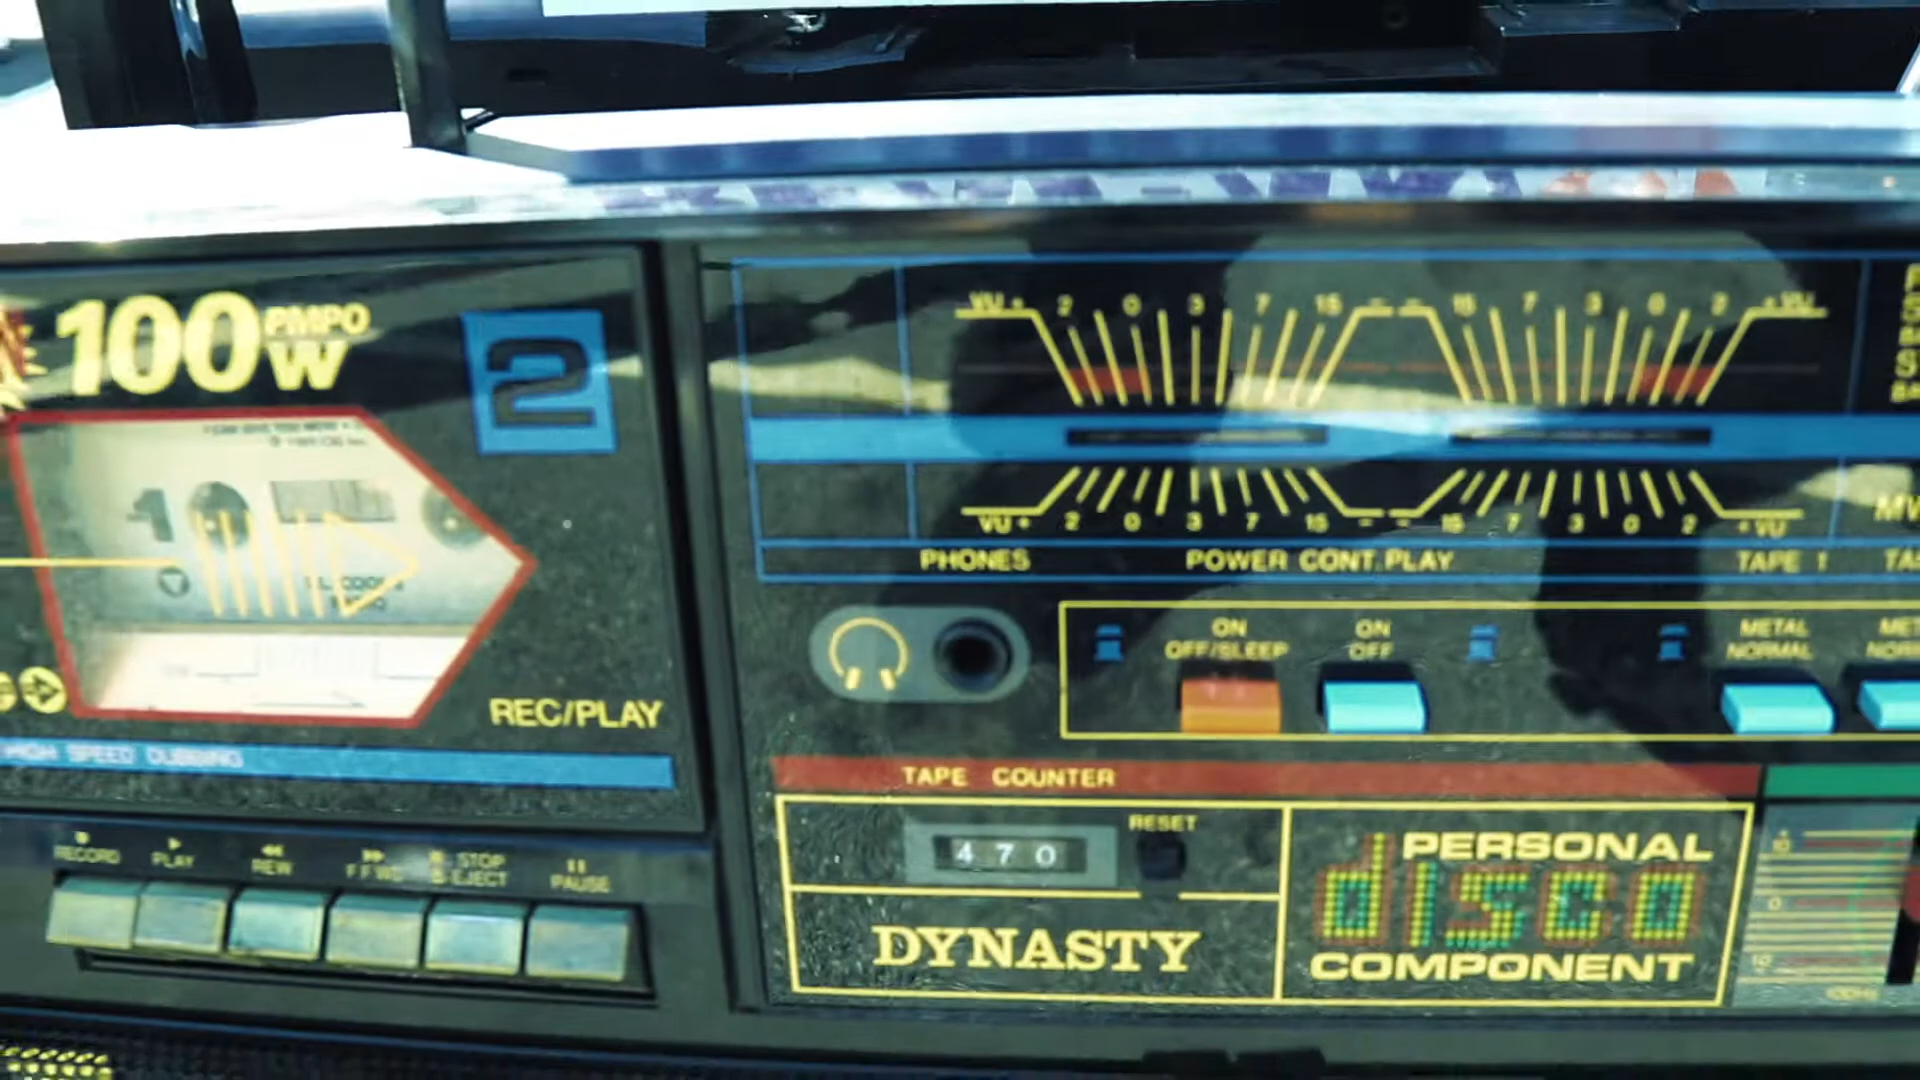 100 PMPO
W
2
REC/PLAY
HIGH SPEED DUBBING
RECORD PLAY REW F FWD STOP EJECT PAUSE
VU + 2 0 3 7 15 - - 15 7 3 0 2 + VU
VU + 2 0 3 7 15 - - 15 7 3 0 2 + VU
PHONES POWER CONT. PLAY TAPE 1
ON
OFF/SLEEP
ON
OFF
METAL
NORMAL
TAPE COUNTER
RESET
4 7 0
DYNASTY
PERSONAL
disco
COMPONENT